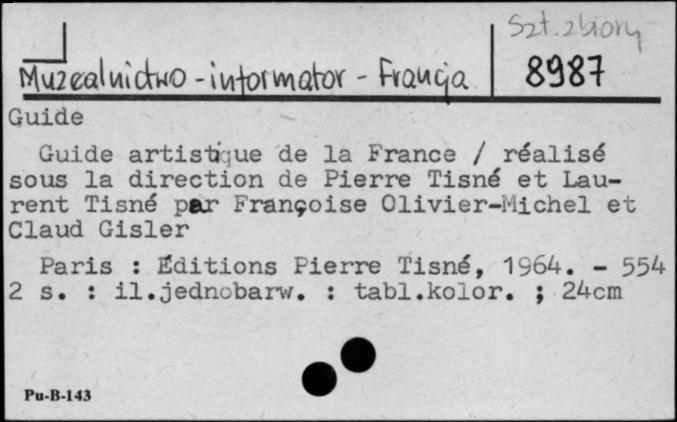 Szt. zbiory
Muzealnictwo - informator - Francja 8987
Guide
Guide artistique de la France / réalisé
sous la direction de Pierre Tisné et Lau-
rent Tisné par Françoise Olivier-Michel et
Claud Gisler
Paris : Éditions Pierre Tisné, 1964. - 554
2 s. : il.jednobarw. : tabl.kolor. ; 24cm
Pu-B-143